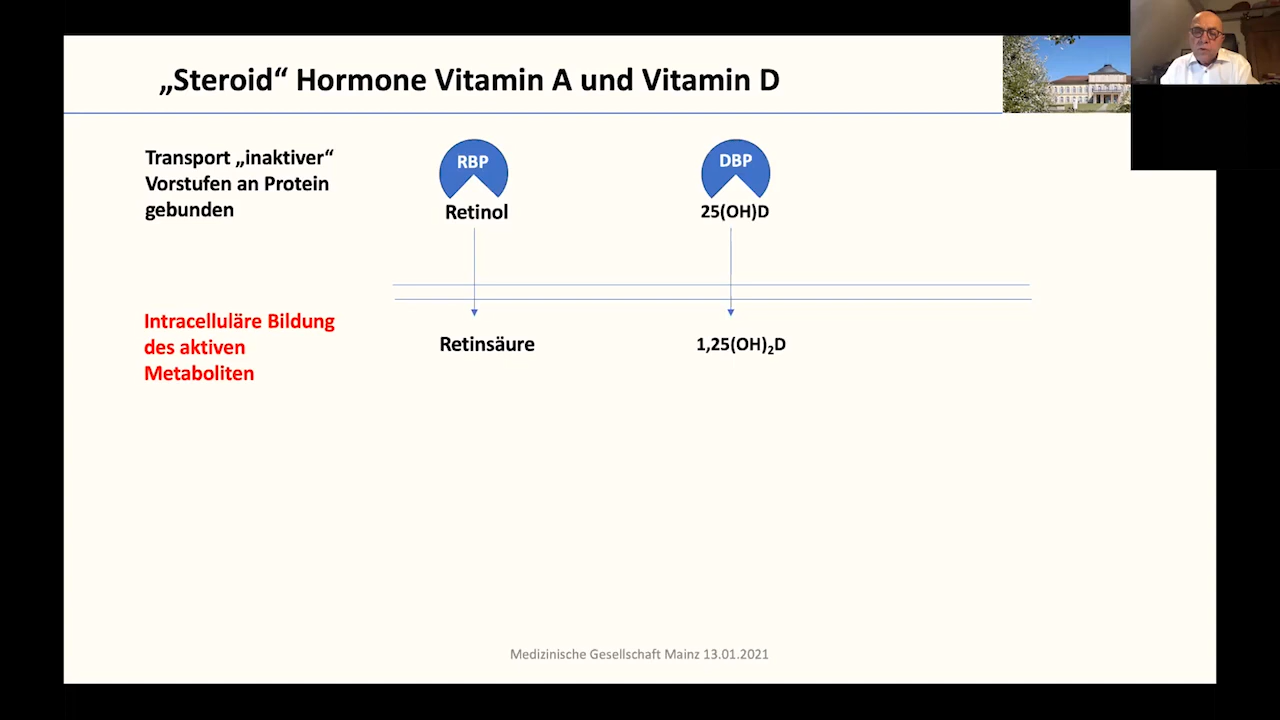 „Steroid“ Hormone Vitamin A und Vitamin D
Transport „inaktiver“
Vorstufen an Protein
gebunden
RBP
Retinol
DBP
25(OH)D
Intracelluläre Bildung
des aktiven
Metaboliten
Retinsäure
1,25(OH)₂D
Medizinische Gesellschaft Mainz 13.01.2021